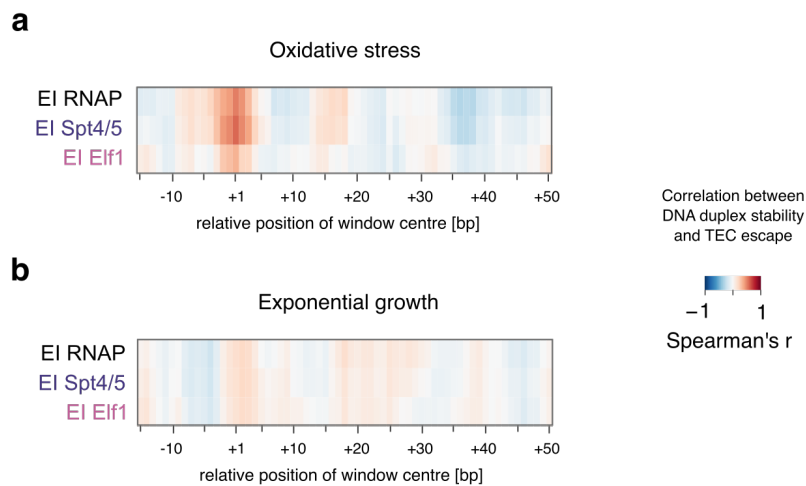 a
Oxidative stress
EI RNAP
EI Spt4/5
EI Elf1
-10 +1 +10 +20 +30 +40 +50
relative position of window centre [bp]
Correlation between
DNA duplex stability
and TEC escape
−1 1
Spearman's r
b
Exponential growth
EI RNAP
EI Spt4/5
EI Elf1
-10 +1 +10 +20 +30 +40 +50
relative position of window centre [bp]